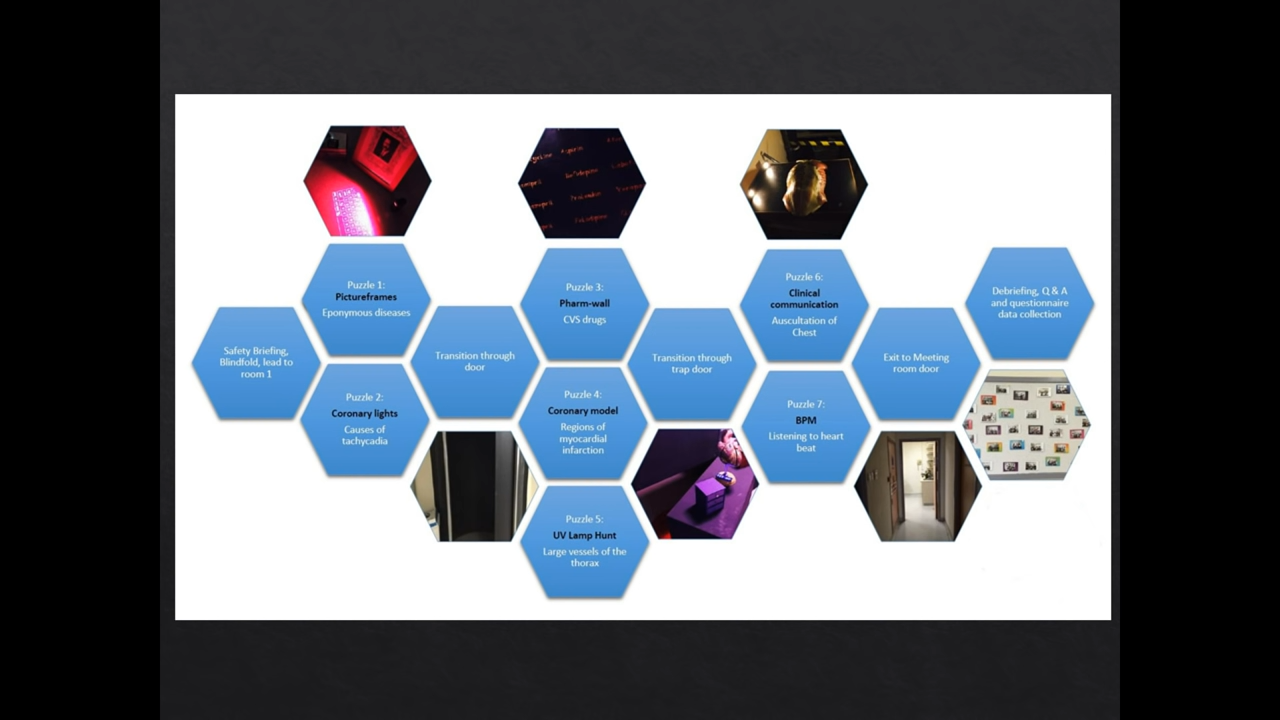 Safety Briefing,
Blindfold, lead to
room 1
Puzzle 1:
Pictureframes
Eponymous diseases
Puzzle 2:
Coronary lights
Causes of
tachycadia
Transition through
door
Puzzle 3:
Pharm-wall
CVS drugs
Puzzle 4:
Coronary model
Regions of
myocardial
infarction
Puzzle 5:
UV Lamp Hunt
Large vessels of the
thorax
Transition through
trap door
Puzzle 6:
Clinical
communication
Auscultation of
Chest
Puzzle 7:
BPM
Listening to heart
beat
Exit to Meeting
room door
Debriefing, Q & A
and questionnaire
data collection